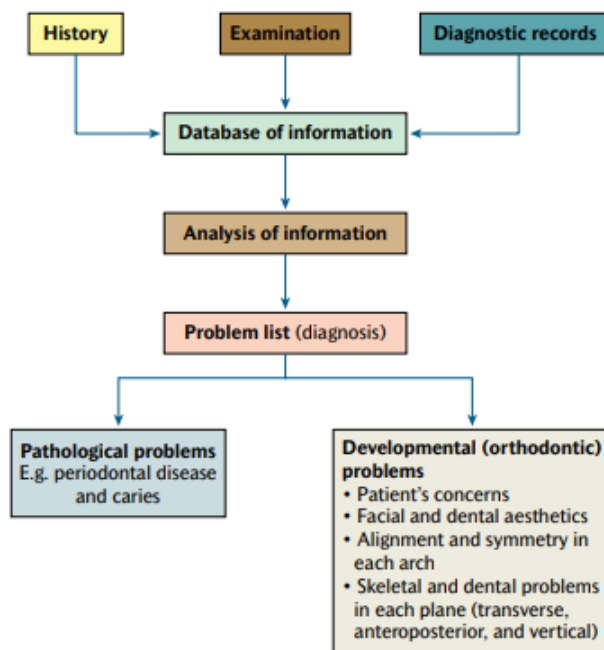 History
Examination
Diagnostic records
Database of information
Analysis of information
Problem list (diagnosis)
Pathological problems
E.g. periodontal disease
and caries
Developmental (orthodontic)
problems
• Patient's concerns
• Facial and dental aesthetics
• Alignment and symmetry in
each arch
• Skeletal and dental problems
in each plane (transverse,
anteroposterior, and vertical)